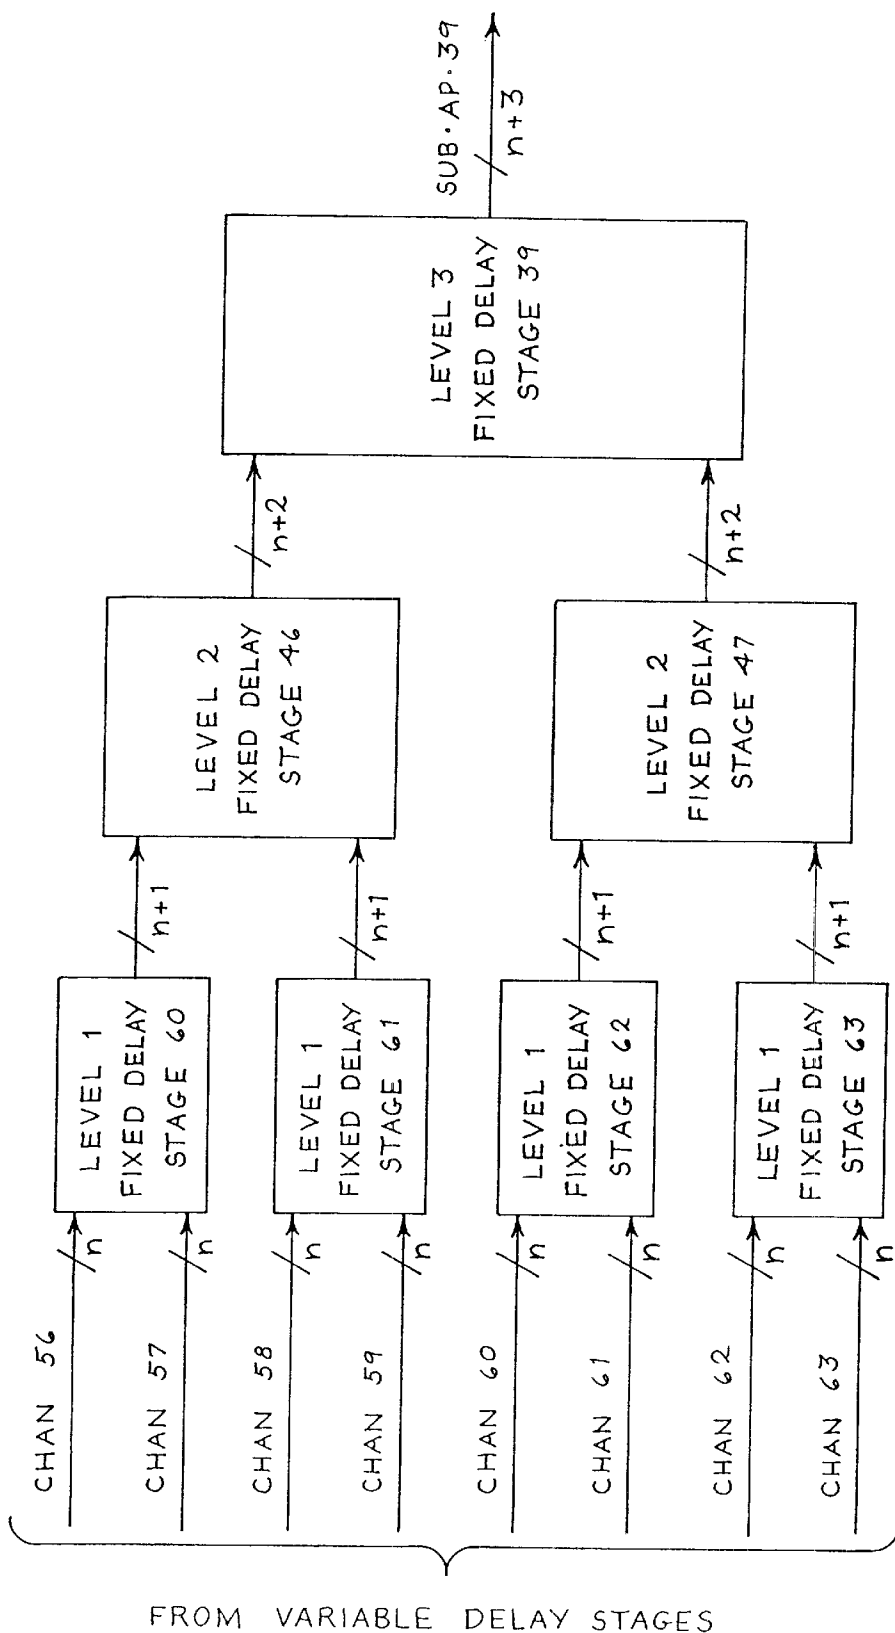 CHAN 56
n
CHAN 57
n
LEVEL 1
FIXED DELAY
STAGE 60
n+1
CHAN 58
n
CHAN 59
n
LEVEL 1
FIXED DELAY
STAGE 61
n+1
LEVEL 2
FIXED DELAY
STAGE 46
n+2
CHAN 60
n
CHAN 61
n
LEVEL 1
FIXED DELAY
STAGE 62
n+1
CHAN 62
n
CHAN 63
n
LEVEL 1
FIXED DELAY
STAGE 63
n+1
LEVEL 2
FIXED DELAY
STAGE 47
n+2
LEVEL 3
FIXED DELAY
STAGE 39
SUB·AP·39
n+3
FROM VARIABLE DELAY STAGES